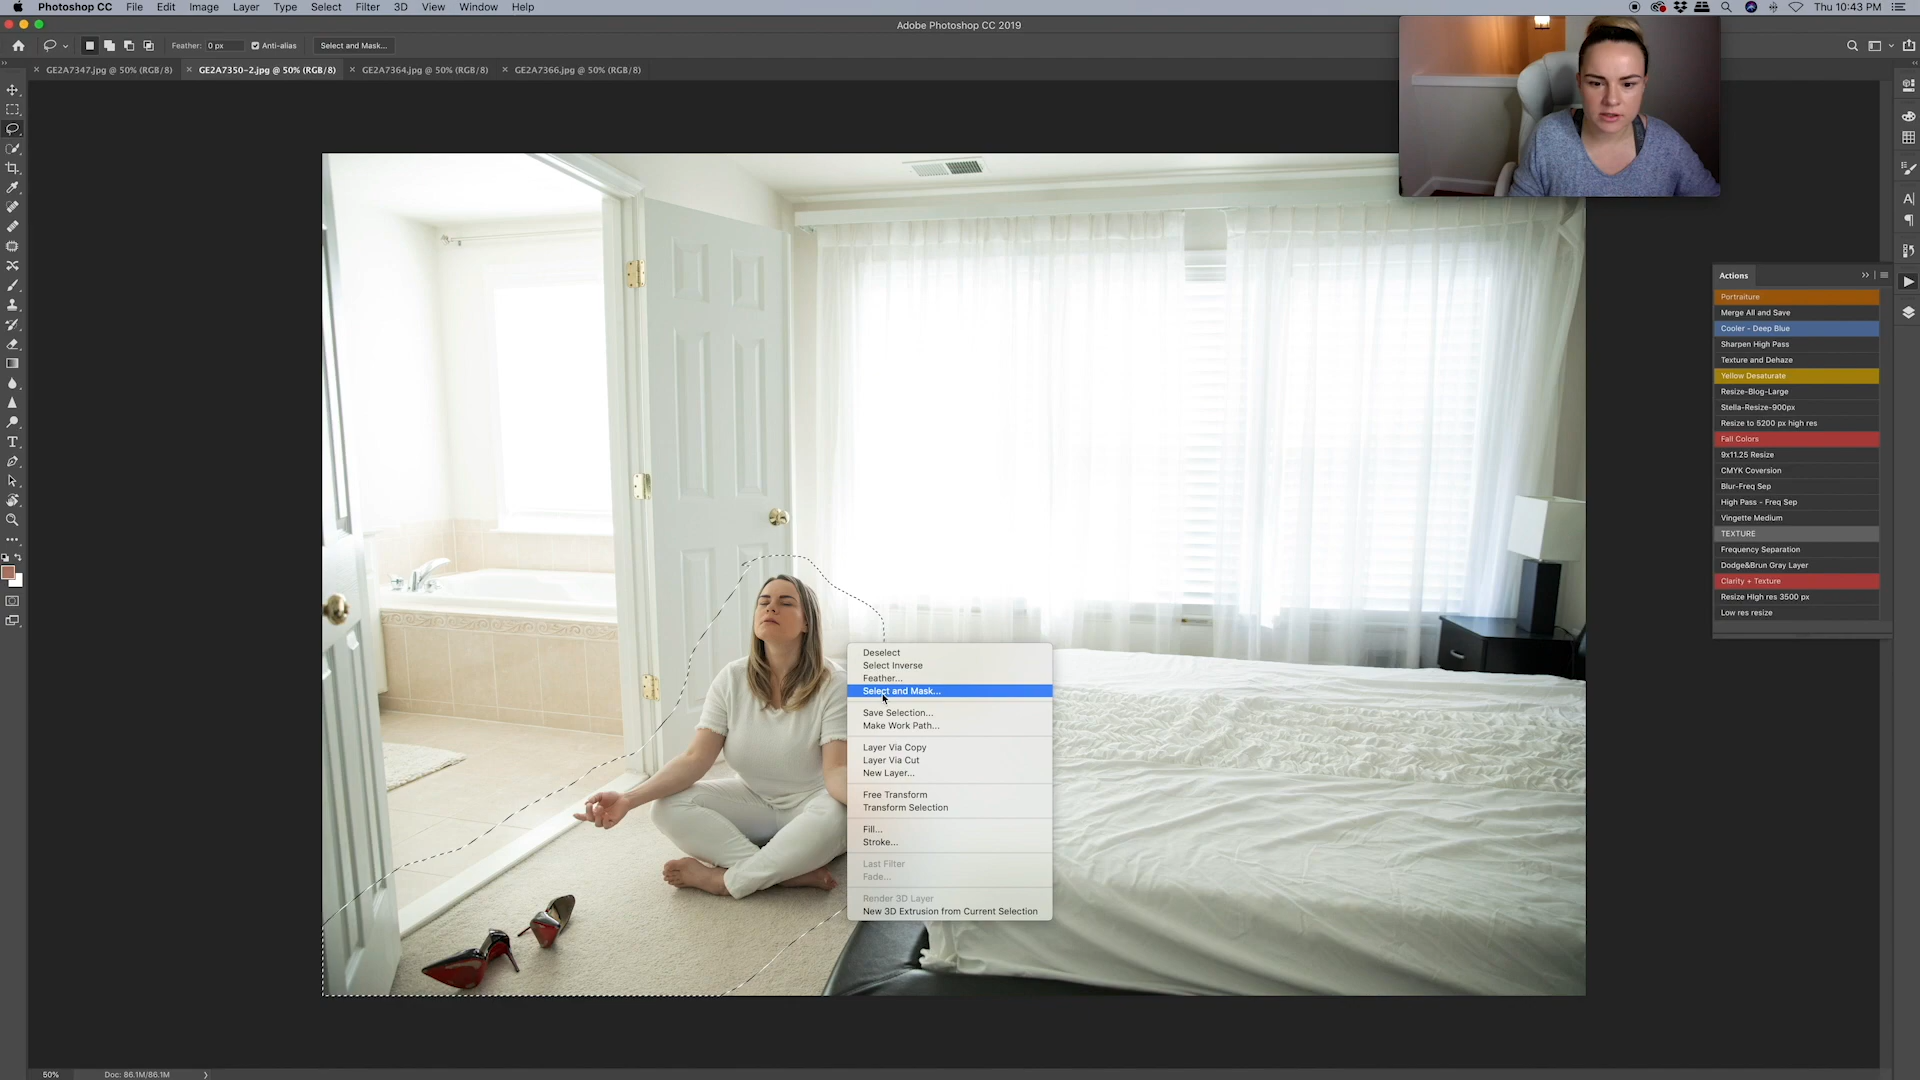 Photoshop CC File Edit Image Layer Type Select Filter 3D View Window Help
Thu 10:43 PM
Adobe Photoshop CC 2019
Feather: 0 px Anti-alias Select and Mask...
GE2A7347.jpg @ 50% (RGB/8) GE2A7350-2.jpg @ 50% (RGB/8) GE2A7364.jpg @ 50% (RGB/8) GE2A7366.jpg @ 50% (RGB/8)
Actions
Portraiture
Merge All and Save
Cooler - Deep Blue
Sharpen High Pass
Texture and Dehaze
Yellow Desaturate
Resize-Blog-Large
Stella-Resize-900px
Resize to 5200 px high res
Fall Colors
9x11.25 Resize
CMYK Coversion
Blur-Freq Sep
High Pass - Freq Sep
Vingette Medium
TEXTURE
Frequency Separation
Dodge&Brun Gray Layer
Clarity + Texture
Resize High res 3500 px
Low res resize
Deselect
Select Inverse
Feather...
Select and Mask...
Save Selection...
Make Work Path...
Layer Via Copy
Layer Via Cut
New Layer...
Free Transform
Transform Selection
Fill...
Stroke...
Last Filter
Fade...
Render 3D Layer
New 3D Extrusion from Current Selection
50% Doc: 86.1M/86.1M